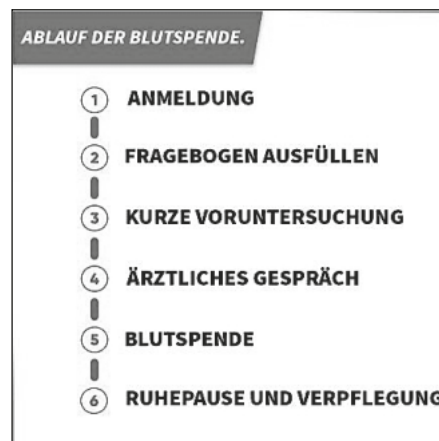 ABLAUF DER BLUTSPENDE.
1 ANMELDUNG
2 FRAGEBOGEN AUSFÜLLEN
3 KURZE VORUNTERSUCHUNG
4 ÄRZTLICHES GESPRÄCH
5 BLUTSPENDE
6 RUHEPAUSE UND VERPFLEGUNG